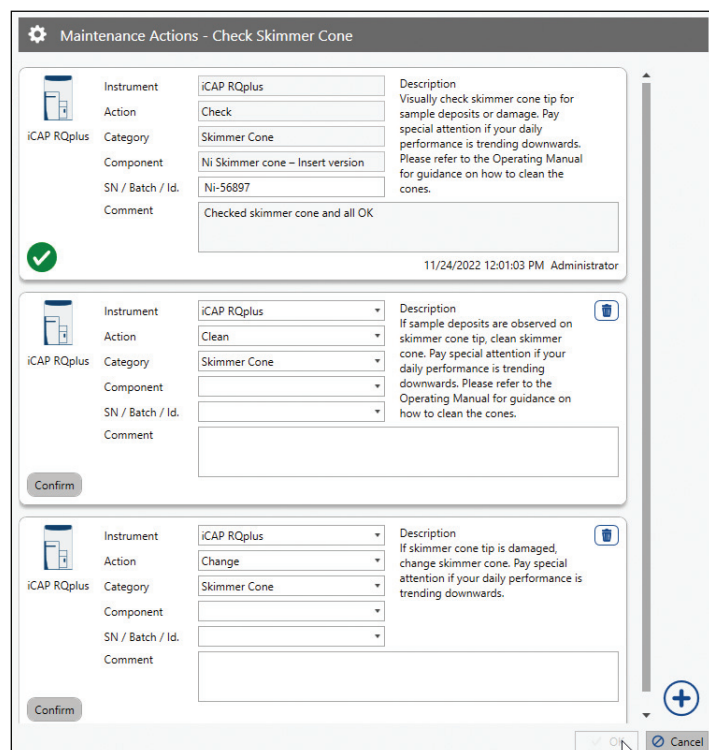 Maintenance Actions - Check Skimmer Cone
iCAP RQplus
Instrument iCAP RQplus
Action Check
Category Skimmer Cone
Component Ni Skimmer cone – Insert version
SN / Batch / Id. Ni-56897
Comment Checked skimmer cone and all OK
Description
Visually check skimmer cone tip for
sample deposits or damage. Pay
special attention if your daily
performance is trending downwards.
Please refer to the Operating Manual
for guidance on how to clean the
cones.
11/24/2022 12:01:03 PM Administrator
iCAP RQplus
Instrument iCAP RQplus
Action Clean
Category Skimmer Cone
Component
SN / Batch / Id.
Comment
Description
If sample deposits are observed on
skimmer cone tip, clean skimmer
cone. Pay special attention if your
daily performance is trending
downwards. Please refer to the
Operating Manual for guidance on
how to clean the cones.
Confirm
iCAP RQplus
Instrument iCAP RQplus
Action Change
Category Skimmer Cone
Component
SN / Batch / Id.
Comment
Description
If skimmer cone tip is damaged,
change skimmer cone. Pay special
attention if your daily performance is
trending downwards.
Confirm
OK
Cancel